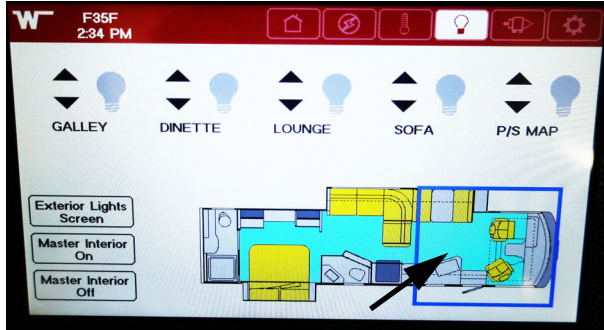 W F35F
2:34 PM
GALLEY DINETTE LOUNGE SOFA P/S MAP
Exterior Lights
Screen
Master Interior
On
Master Interior
Off